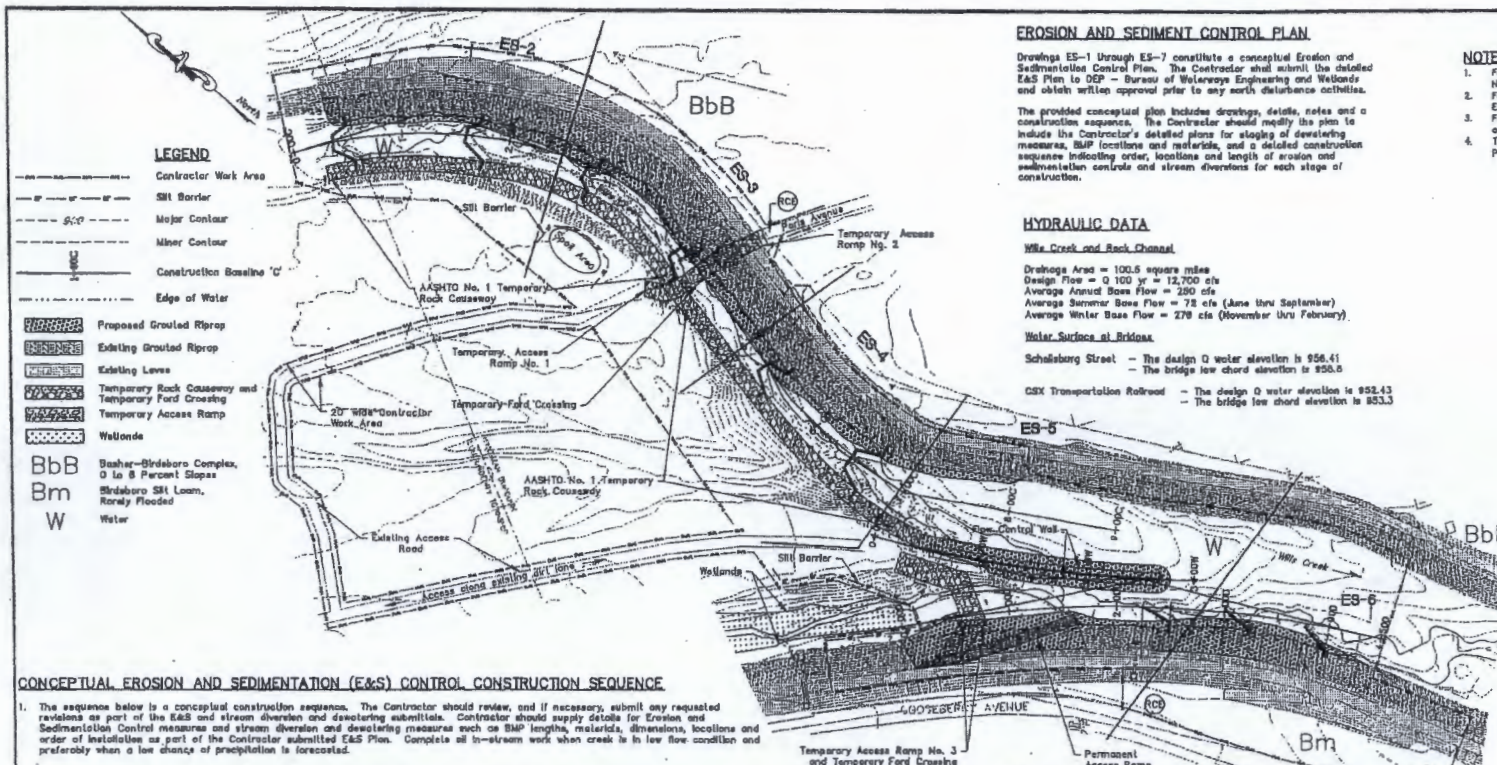 North
LEGEND
Contractor Work Area
Silt Barrier
900
Major Contour
Minor Contour
Construction Baseline 'C'
Edge of Water
Proposed Grouted Riprap
Existing Grouted Riprap
Existing Levee
Temporary Rock Causeway and
Temporary Ford Crossing
Temporary Access Ramp
Wetlands
BbB
Basher-Birdsboro Complex,
0 to 8 Percent Slopes
Bm
Birdsboro Silt Loam,
Rarely Flooded
W
Water
ES-2
BbB
W
ES-3
Silt Barrier
Spoil Area
RCE
Paris Avenue
Temporary Access
Ramp No. 2
AASHTO No. 1 Temporary
Rock Causeway
Temporary Access
Ramp No. 1
Temporary Ford Crossing
20' wide Contractor
Work Area
AASHTO No. 1 Temporary
Rock Causeway
Existing Access
Road
Access along existing dirt lane
Silt Barrier
Wetlands
Flow Control Wall
ES-4
ES-5
W
Wills Creek
ES-6
RCE
Bm
Temporary Access Ramp No. 3
and Temporary Ford Crossing
Permanent
Access Ramp
EROSION AND SEDIMENT CONTROL PLAN
Drawings ES-1 through ES-7 constitute a conceptual Erosion and
Sedimentation Control Plan. The Contractor shall submit the detailed
E&S Plan to DEP - Bureau of Waterways Engineering and Wetlands
and obtain written approval prior to any earth disturbance activities.
The provided conceptual plan includes drawings, details, notes and a
construction sequence. The Contractor should modify the plan to
include the Contractor's detailed plans for staging of dewatering
measures, BMP locations and materials, and a detailed construction
sequence indicating order, locations and length of erosion and
sedimentation controls and stream diversions for each stage of
construction.
HYDRAULIC DATA
Wills Creek and Rock Channel
Drainage Area = 100.5 square miles
Design Flow = Q 100 yr = 12,700 cfs
Average Annual Base Flow = 250 cfs
Average Summer Base Flow = 72 cfs (June thru September)
Average Winter Base Flow = 270 cfs (November thru February)
Water Surface at Bridges
Schellsburg Street - The design Q water elevation is 956.41
- The bridge low chord elevation is
CSX Transportation Railroad - The design Q water elevation is 952.43
- The bridge low chord elevation is 953.3
NOTE
1.
2.
3.
4.
CONCEPTUAL EROSION AND SEDIMENTATION (E&S) CONTROL CONSTRUCTION SEQUENCE
1. The sequence below is a conceptual construction sequence. The Contractor should review, and if necessary, submit any requested
revisions as part of the E&S and stream diversion and dewatering submittals. Contractor should supply details for Erosion and
Sedimentation Control measures and stream diversion and dewatering measures such as BMP lengths, materials, dimensions, locations and
order of installation as part of the Contractor submitted E&S Plan. Complete all in-stream work when creek is in low flow condition and
preferably when a low chance of precipitation is forecasted.